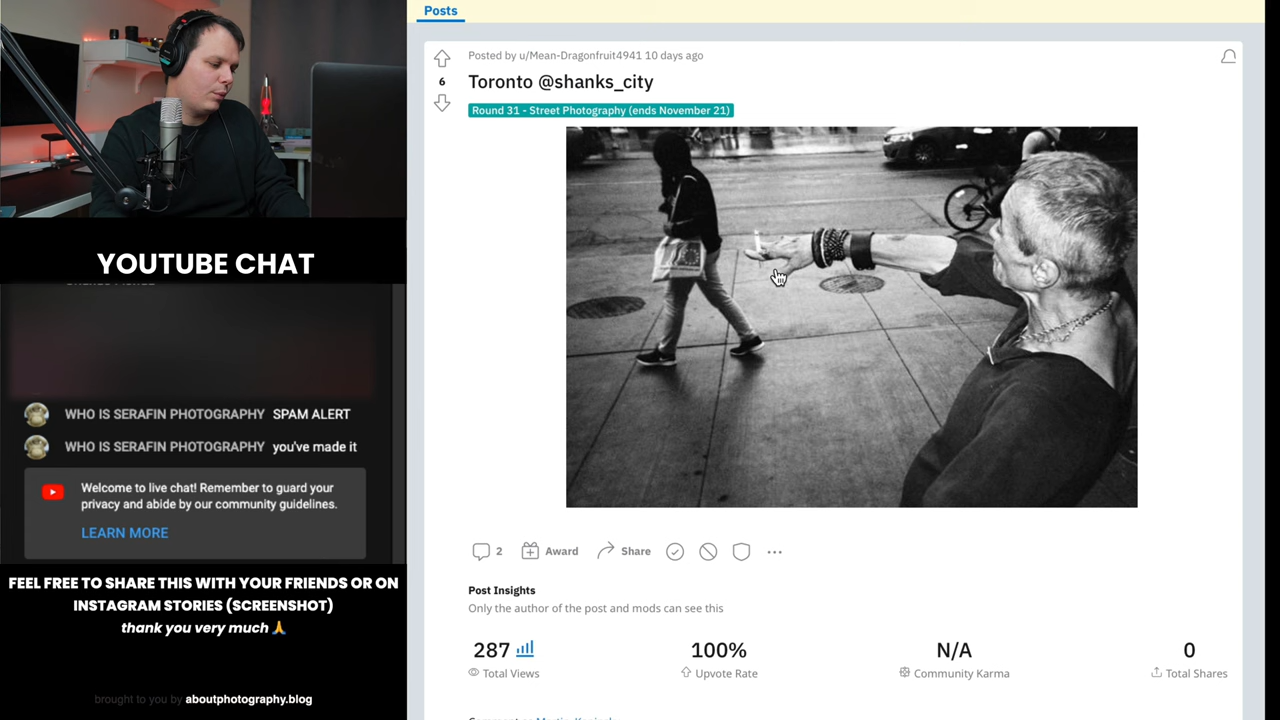 YOUTUBE CHAT
WHO IS SERAFIN PHOTOGRAPHY SPAM ALERT
WHO IS SERAFIN PHOTOGRAPHY you've made it
Welcome to live chat! Remember to guard your
privacy and abide by our community guidelines.
LEARN MORE
FEEL FREE TO SHARE THIS WITH YOUR FRIENDS OR ON
INSTAGRAM STORIES (SCREENSHOT)
thank you very much 🙏
brought to you by aboutphotography.blog
Posts
Posted by u/Mean-Dragonfruit4941 10 days ago
6
Toronto @shanks_city
Round 31 - Street Photography (ends November 21)
2 Award Share
Post Insights
Only the author of the post and mods can see this
287 100% N/A 0
Total Views Upvote Rate Community Karma Total Shares